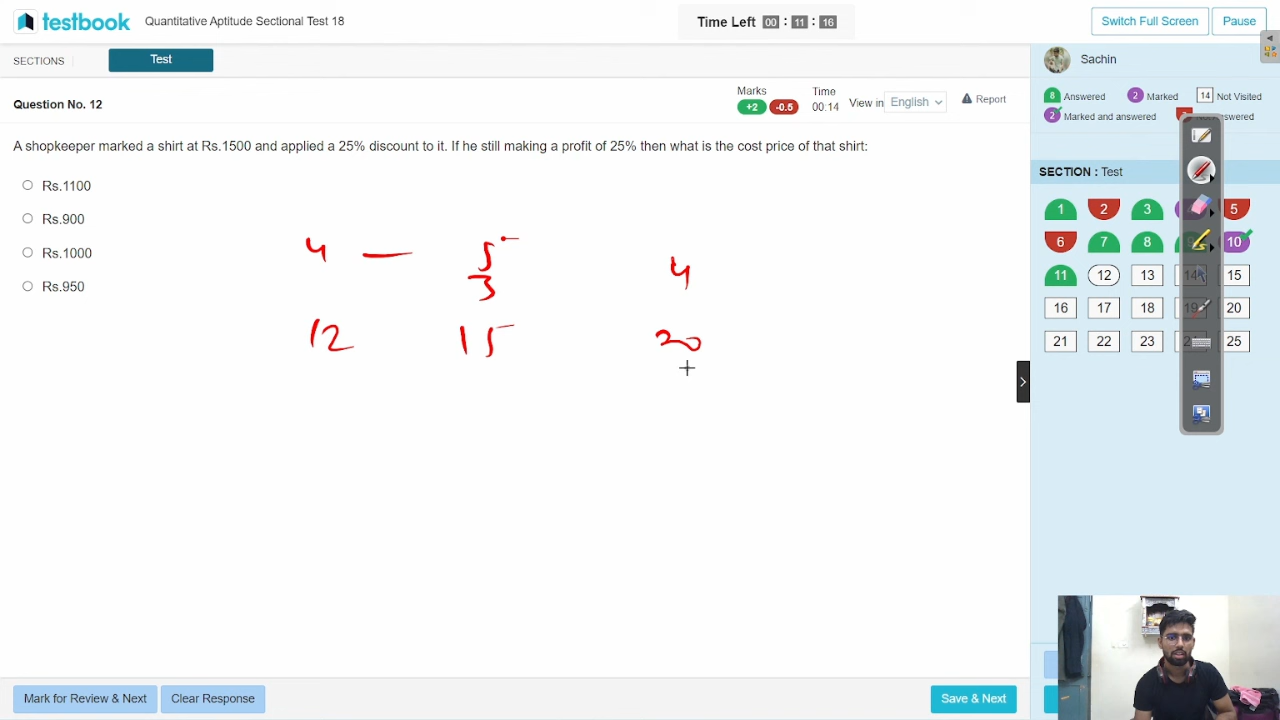 testbook
Quantitative Aptitude Sectional Test 18
Time Left 00 : 11 : 16
Switch Full Screen
Pause
SECTIONS
Test
Sachin
Question No. 12
Marks
+2 -0.5
Time
00:14
View in English
Report
8 Answered
2 Marked
14 Not Visited
2 Marked and answered
A shopkeeper marked a shirt at Rs.1500 and applied a 25% discount to it. If he still making a profit of 25% then what is the cost price of that shirt:
Rs.1100
Rs.900
Rs.1000
Rs.950
4 — 5 4
3
12 15 20
SECTION : Test
1 2 3 5
6 7 8 10
11 12 13 14 15
16 17 18 19 20
21 22 23 25
Mark for Review & Next
Clear Response
Save & Next